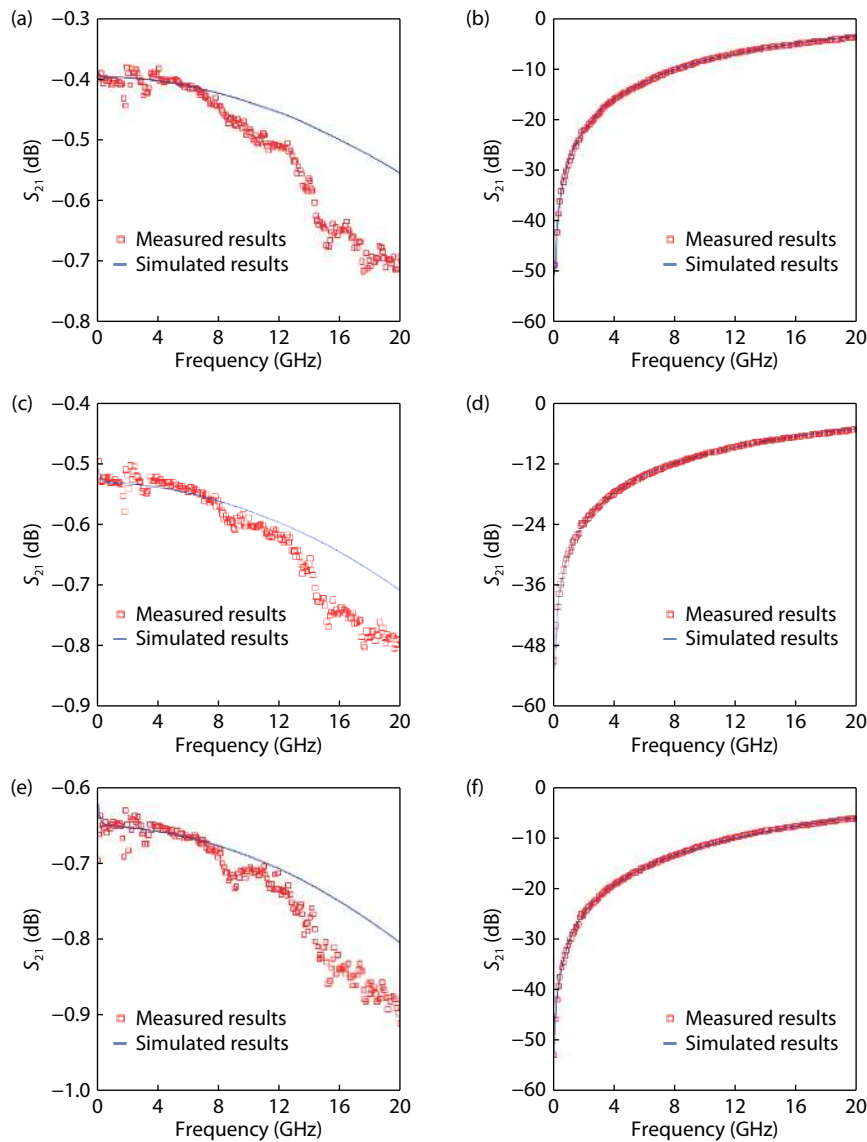 (a)
−0.3
−0.4
−0.5
−0.6
−0.7
−0.8
S21 (dB)
Measured results
Simulated results
0 4 8 12 16 20
Frequency (GHz)
(b)
0
−10
−20
−30
−40
−50
−60
S21 (dB)
Measured results
Simulated results
0 4 8 12 16 20
Frequency (GHz)
(c)
−0.4
−0.5
−0.6
−0.7
−0.8
−0.9
S21 (dB)
Measured results
Simulated results
0 4 8 12 16 20
Frequency (GHz)
(d)
0
−12
−24
−36
−48
−60
S21 (dB)
Measured results
Simulated results
0 4 8 12 16 20
Frequency (GHz)
(e)
−0.6
−0.7
−0.8
−0.9
−1.0
S21 (dB)
Measured results
Simulated results
0 4 8 12 16 20
Frequency (GHz)
(f)
0
−10
−20
−30
−40
−50
−60
S21 (dB)
Measured results
Simulated results
0 4 8 12 16 20
Frequency (GHz)